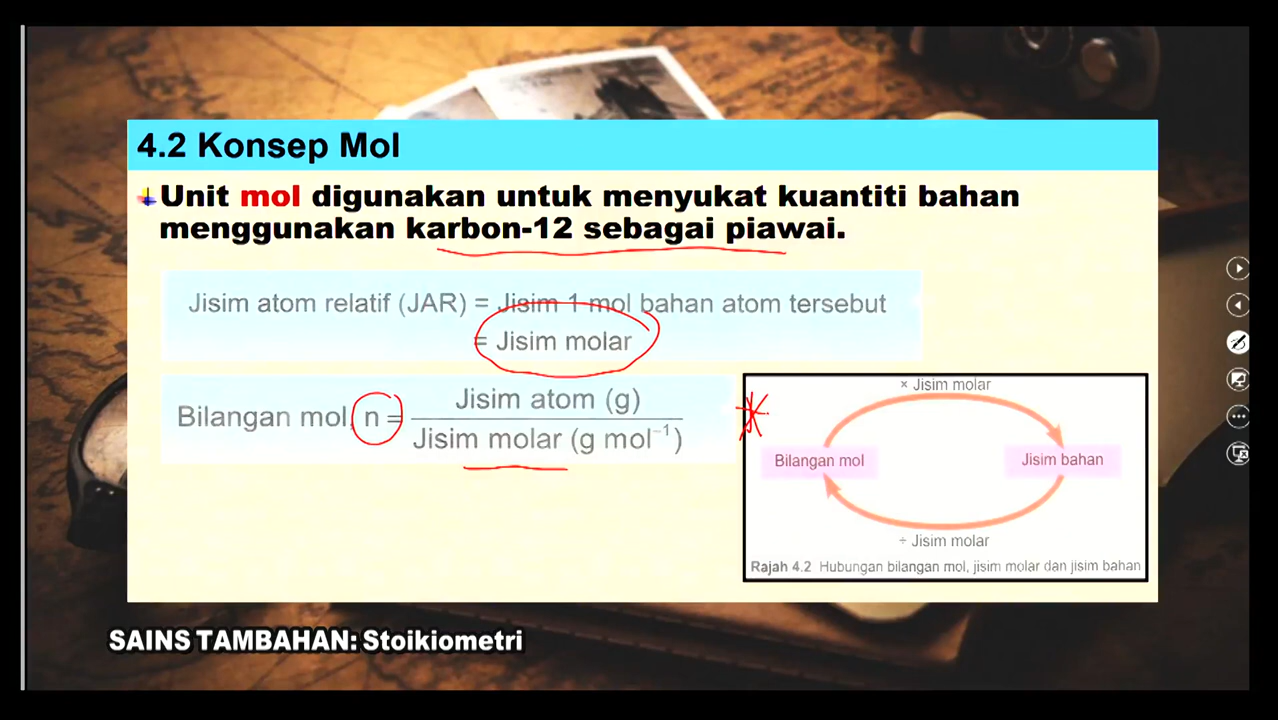 4.2 Konsep Mol
Unit mol digunakan untuk menyukat kuantiti bahan
menggunakan karbon-12 sebagai piawai.
Jisim atom relatif (JAR) = Jisim 1 mol bahan atom tersebut
= Jisim molar
Bilangan mol, n = Jisim atom (g)
Jisim molar (g mol⁻¹)
× Jisim molar
Bilangan mol
Jisim bahan
÷ Jisim molar
Rajah 4.2 Hubungan bilangan mol, jisim molar dan jisim bahan
SAINS TAMBAHAN: Stoikiometri